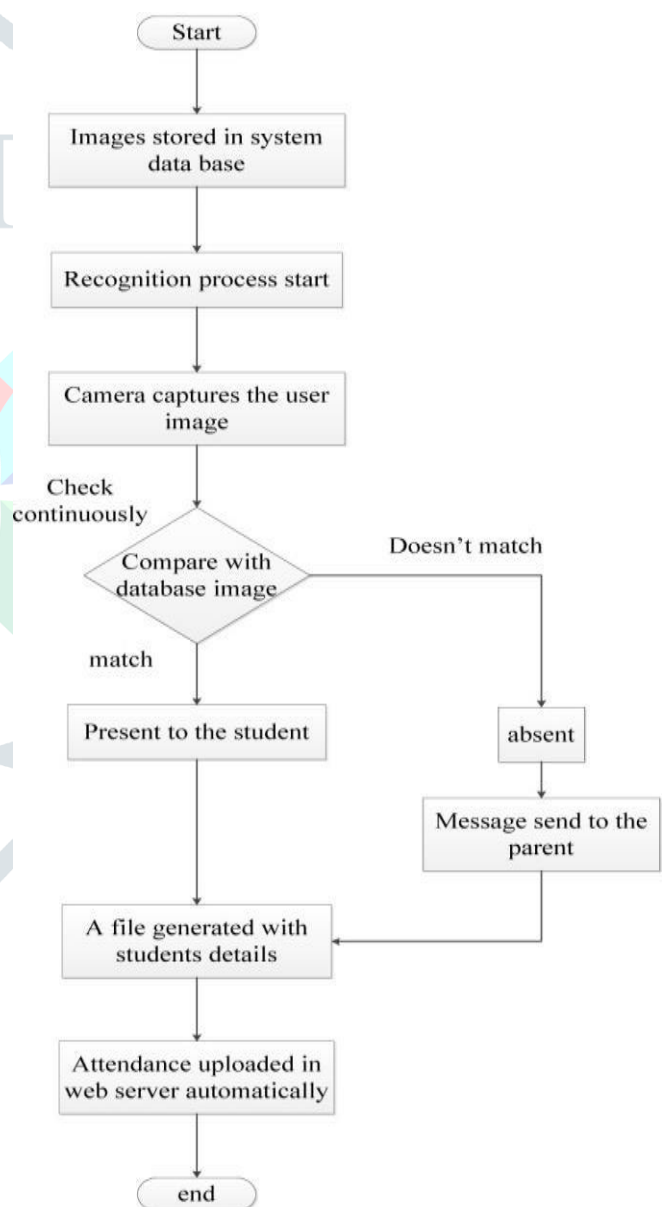 Start
Images stored in system
data base
Recognition process start
Camera captures the user
image
Check
continuously
Compare with
database image
Doesn't match
match
Present to the student
absent
Message send to the
parent
A file generated with
students details
Attendance uploaded in
web server automatically
end